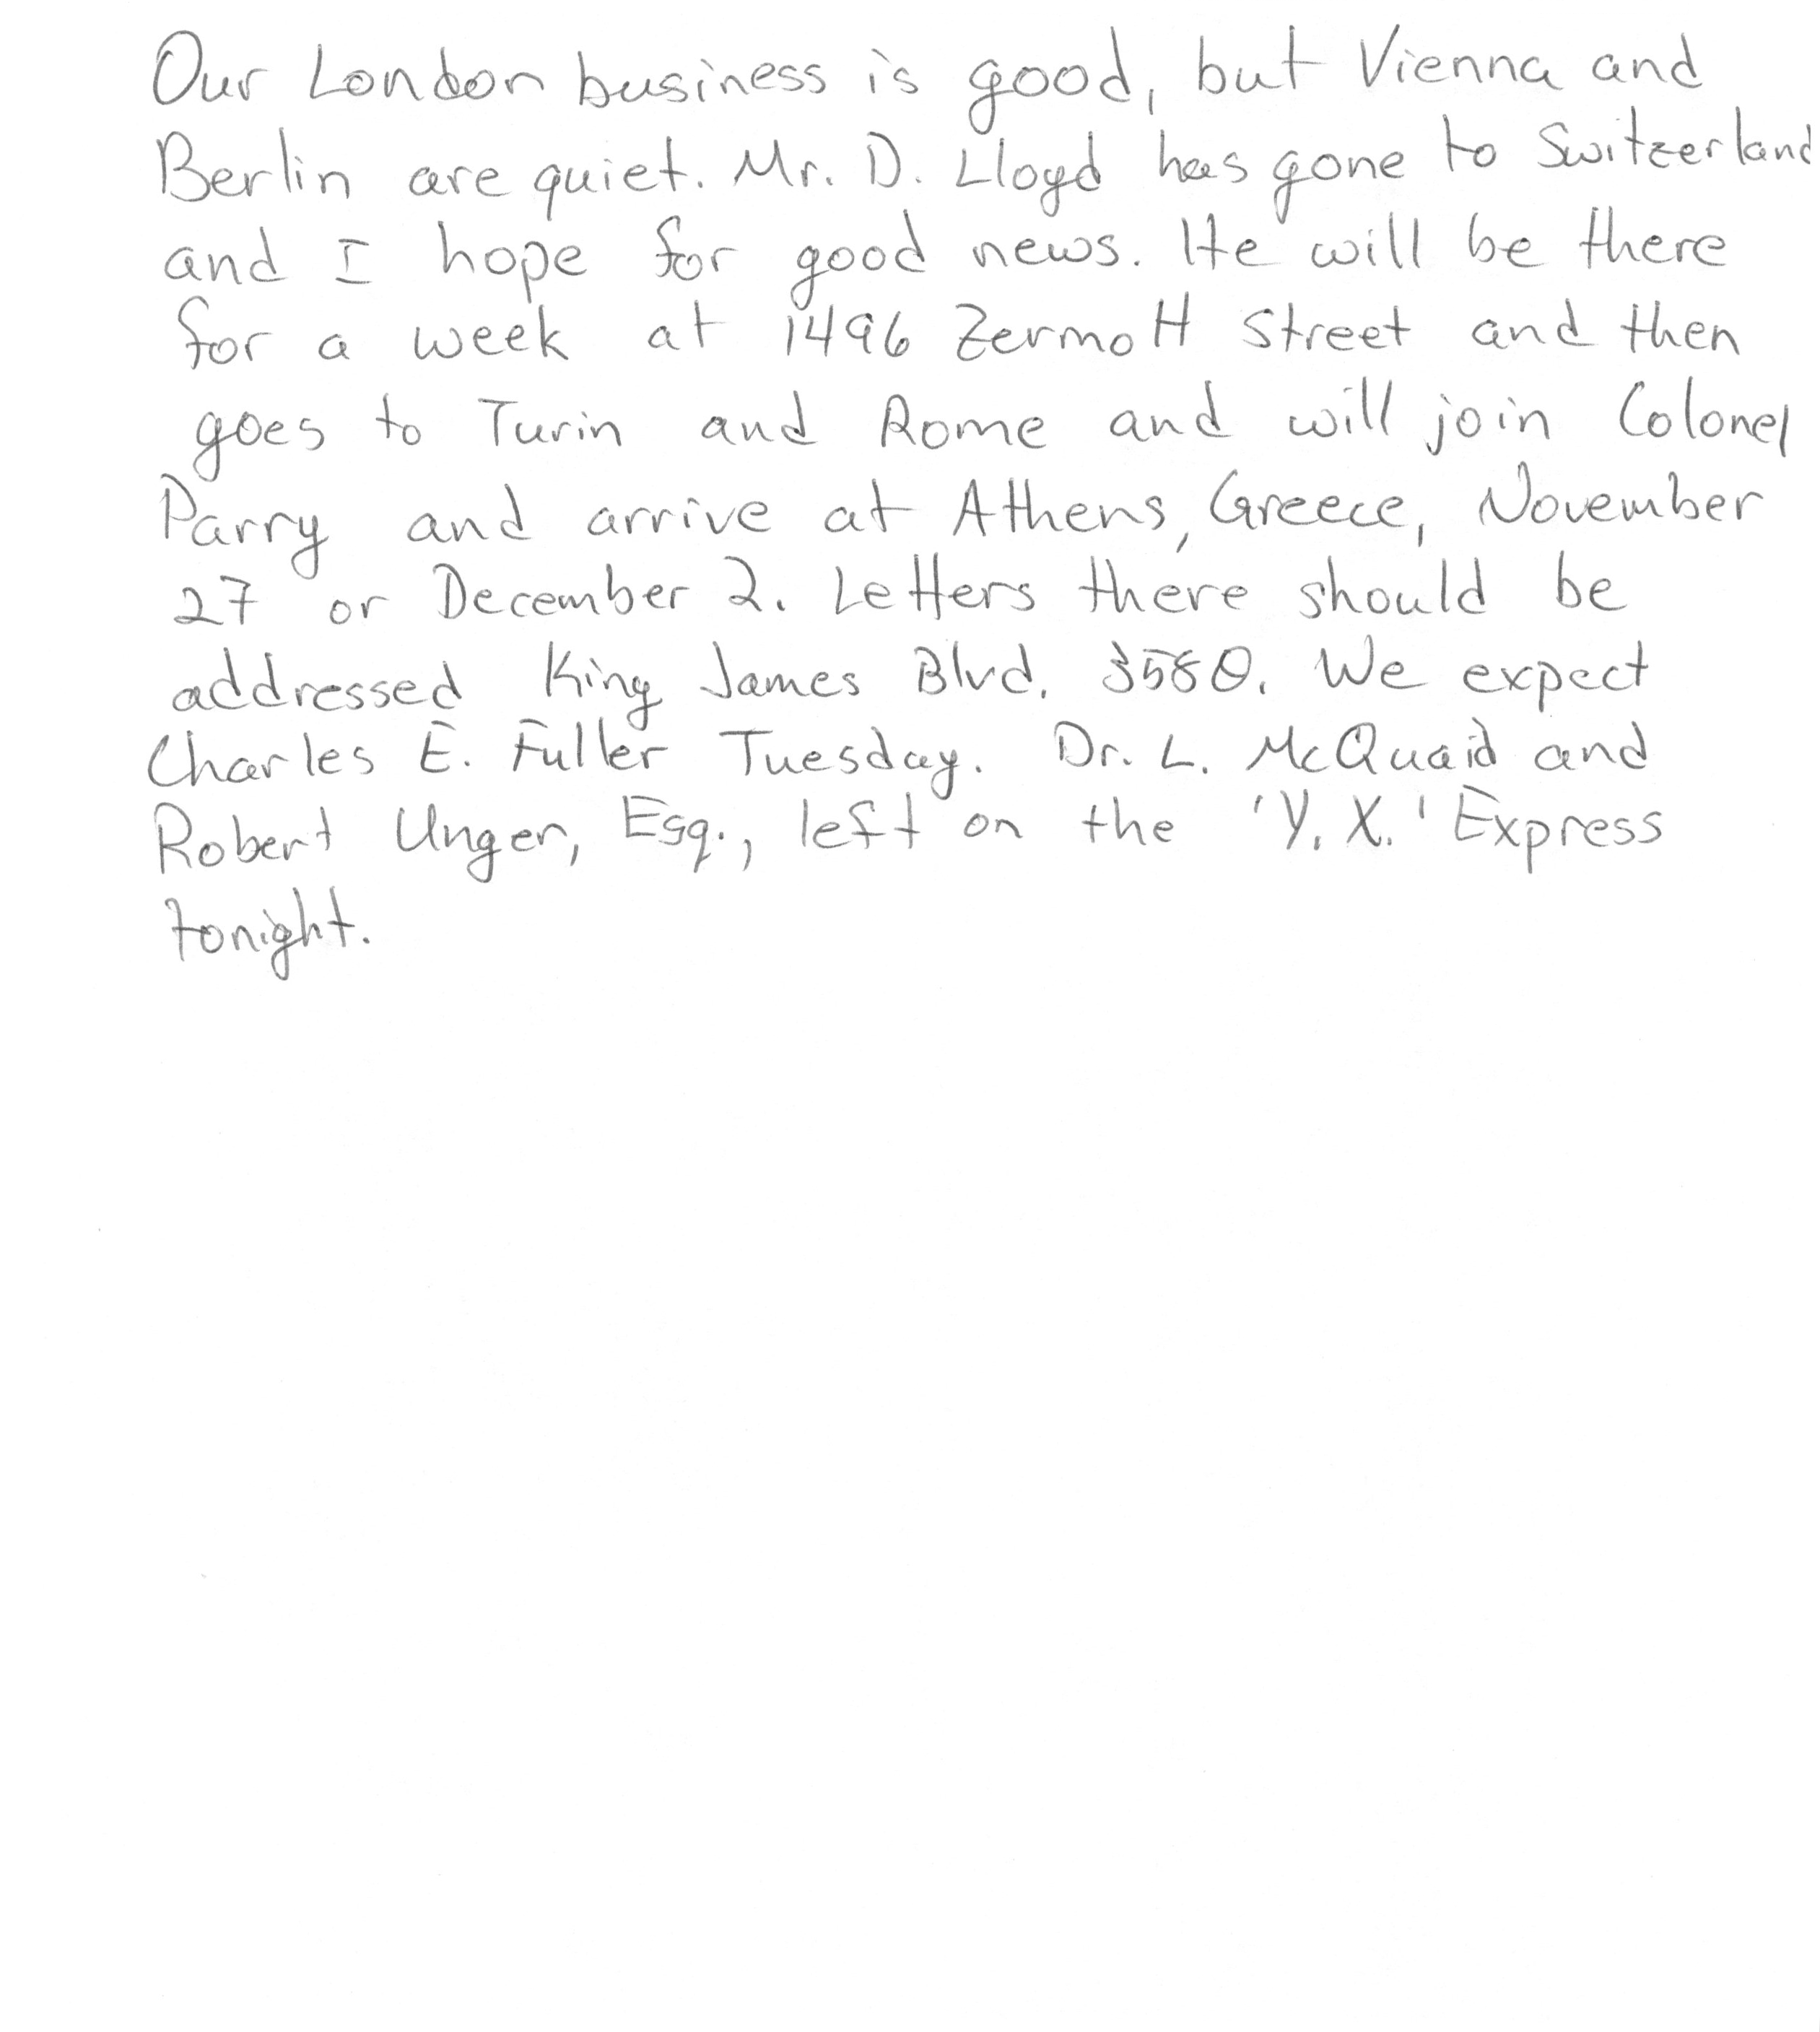 Our London business is good, but Vienna and
Berlin are quiet. Mr. D. Lloyd has gone to Switzerland
and I hope for good news. He will be there
for a week at 1496 Zermott Street and then
goes to Turin and Rome and will join Colonel
Parry and arrive at Athens, Greece, November
27 or December 2. Letters there should be
addressed King James Blvd. 3580. We expect
Charles E. Fuller Tuesday. Dr. L. McQuaid and
Robert Unger, Esq., left on the 'Y. X.' Express
tonight.